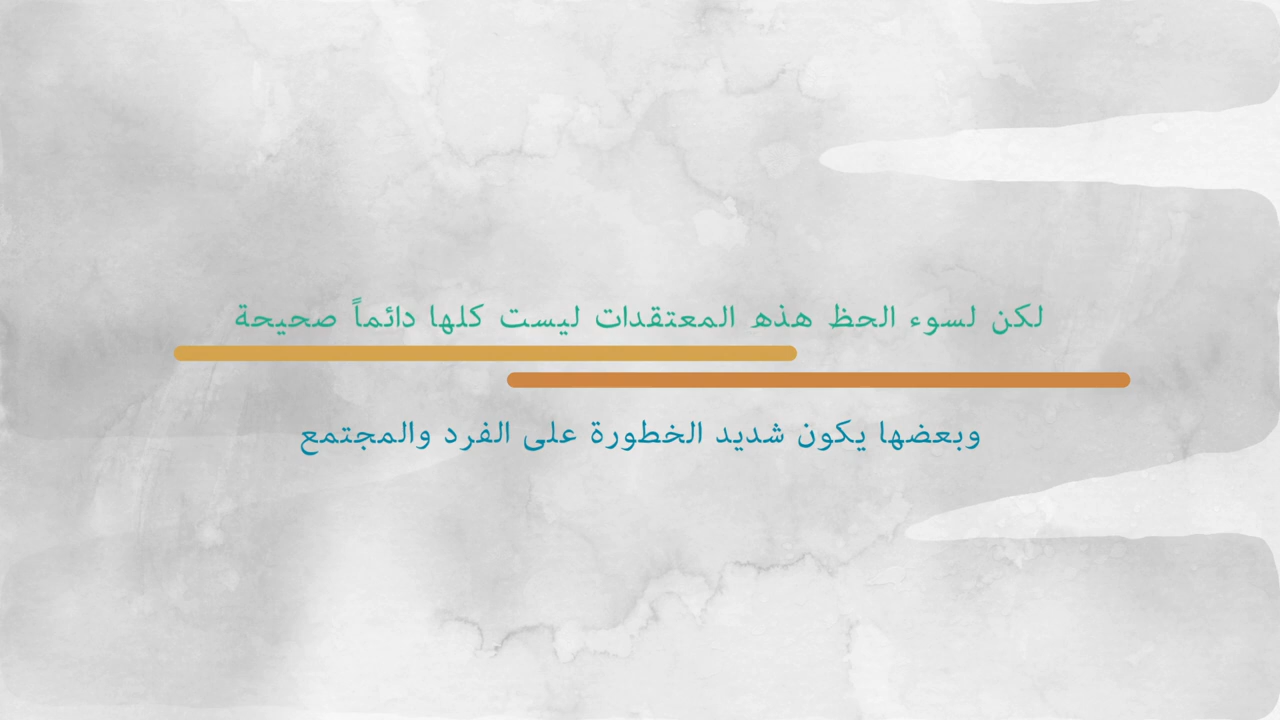 لكن لسوء الحظ هذه المعتقدات ليست كلها دائماً صحيحة
وبعضها يكون شديد الخطورة على الفرد والمجتمع